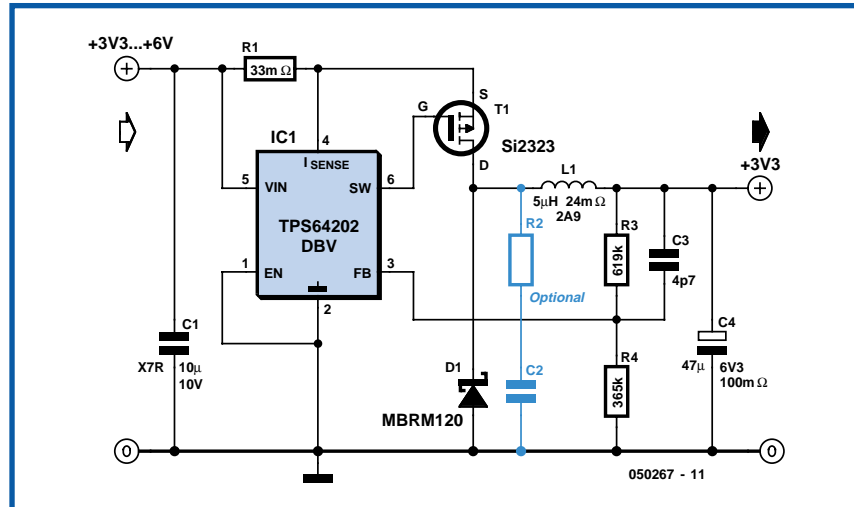 +3V3...+6V
R1
33m Ω
S
G
T1
Si2323
D
IC1
4
I SENSE
5
VIN
SW
6
TPS64202
DBV
1
EN
FB
3
2
L1
5µH 24mΩ
2A9
+3V3
R2
Optional
R3
619k
C3
4p7
C1
X7R
10µ
10V
D1
MBRM120
C2
R4
365k
C4
47µ
6V3
100mΩ
0
0
050267 - 11